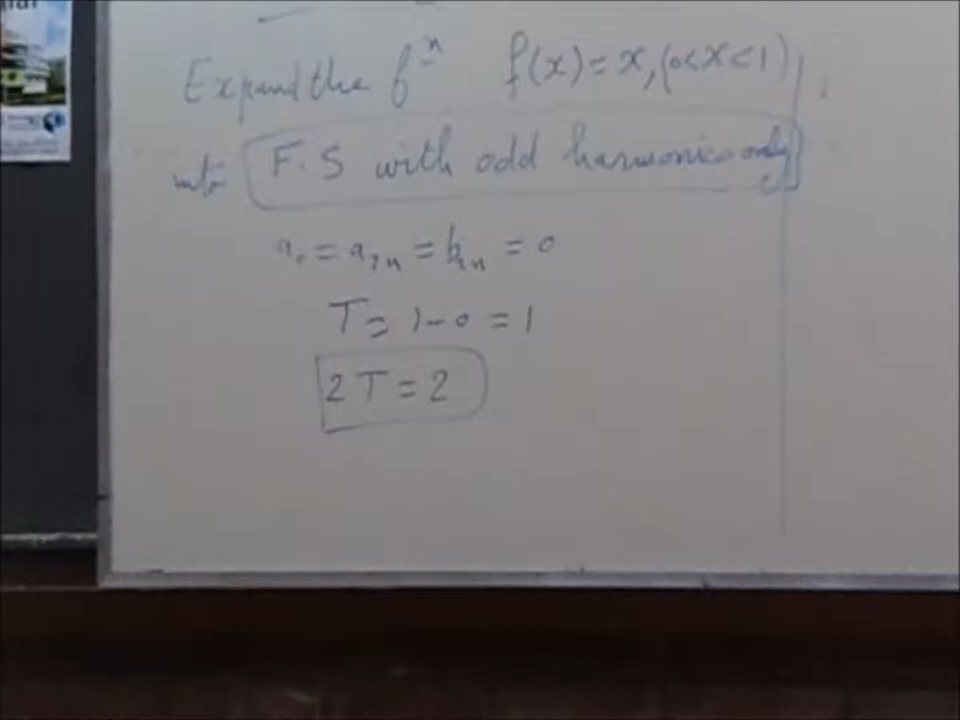 Expand the f^n f(x) = x, (0<x<1)
into F.S with odd harmonics only
a₀ = a₂ₙ = b₂ₙ = 0
T = 1-0 = 1
2T = 2